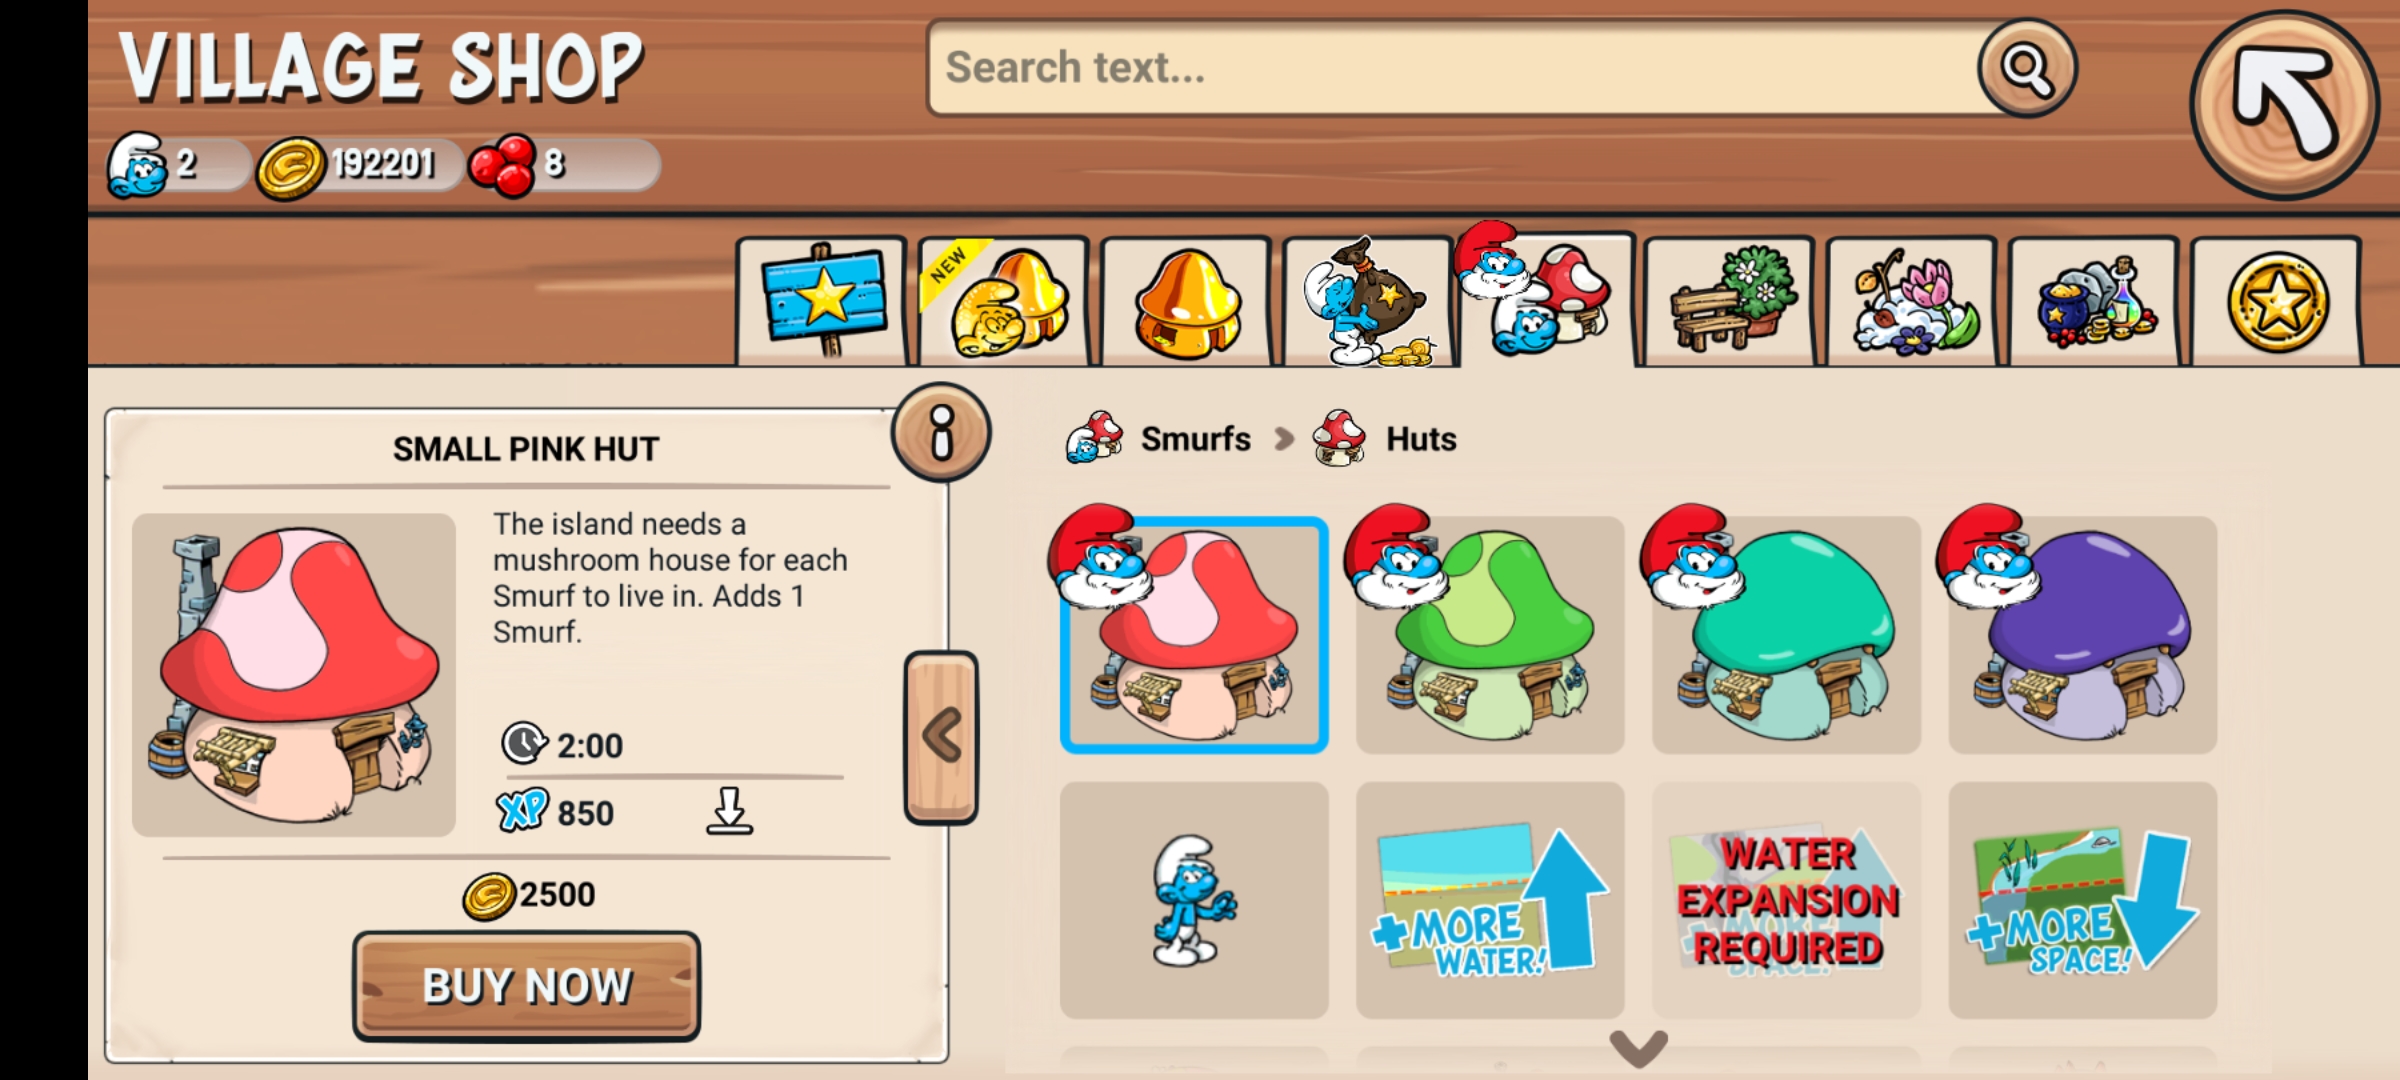 VILLAGE SHOP
Search text...
2
192201
8
NEW
SMALL PINK HUT
The island needs a
mushroom house for each
Smurf to live in. Adds 1
Smurf.
2:00
XP 850
2500
BUY NOW
Smurfs
Huts
+MORE
WATER!
WATER
EXPANSION
REQUIRED
+MORE
SPACE!